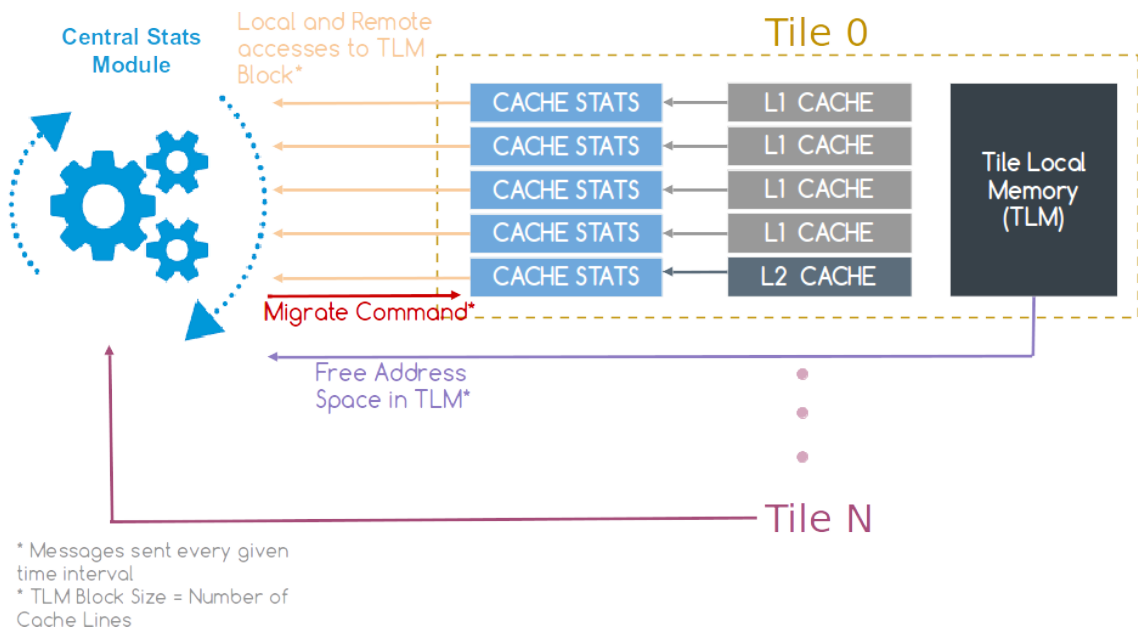 Central Stats
Module
Local and Remote
accesses to TLM
Block*
Tile 0
CACHE STATS
L1 CACHE
CACHE STATS
L1 CACHE
CACHE STATS
L1 CACHE
CACHE STATS
L1 CACHE
CACHE STATS
L2 CACHE
Tile Local
Memory
(TLM)
Migrate Command*
Free Address
Space in TLM*
Tile N
* Messages sent every given
time interval
* TLM Block Size = Number of
Cache Lines